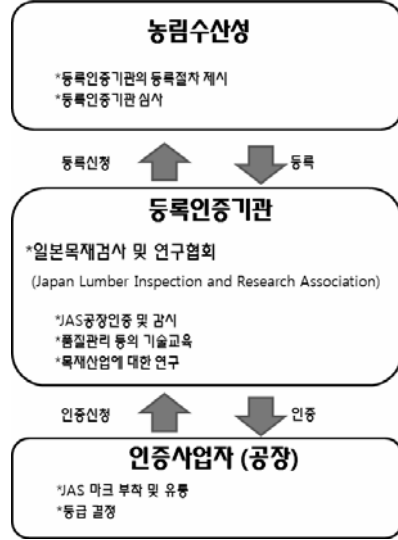 농림수산성
*등록인증기관의 등록절차 제시
*등록인증기관 심사
등록신청 등록
등록인증기관
*일본목재검사 및 연구협회
(Japan Lumber Inspection and Research Association)
*JAS공장인증 및 감시
*품질관리 등의 기술교육
*목재산업에 대한 연구
인증신청 인증
인증사업자 (공장)
*JAS 마크 부착 및 유통
*등급 결정